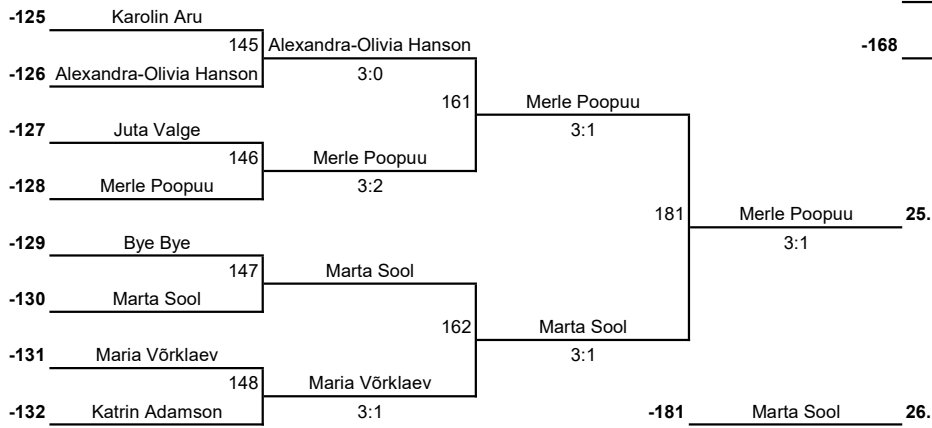 -125 Karolin Aru
145 Alexandra-Olivia Hanson
-168
-126 Alexandra-Olivia Hanson 3:0
161 Merle Poopuu
-127 Juta Valge 3:1
146 Merle Poopuu
-128 Merle Poopuu 3:2
181 Merle Poopuu 25.
-129 Bye Bye 3:1
147 Marta Sool
-130 Marta Sool
162 Marta Sool
-131 Maria Võrklaev 3:1
148 Maria Võrklaev
-132 Katrin Adamson 3:1 -181 Marta Sool 26.